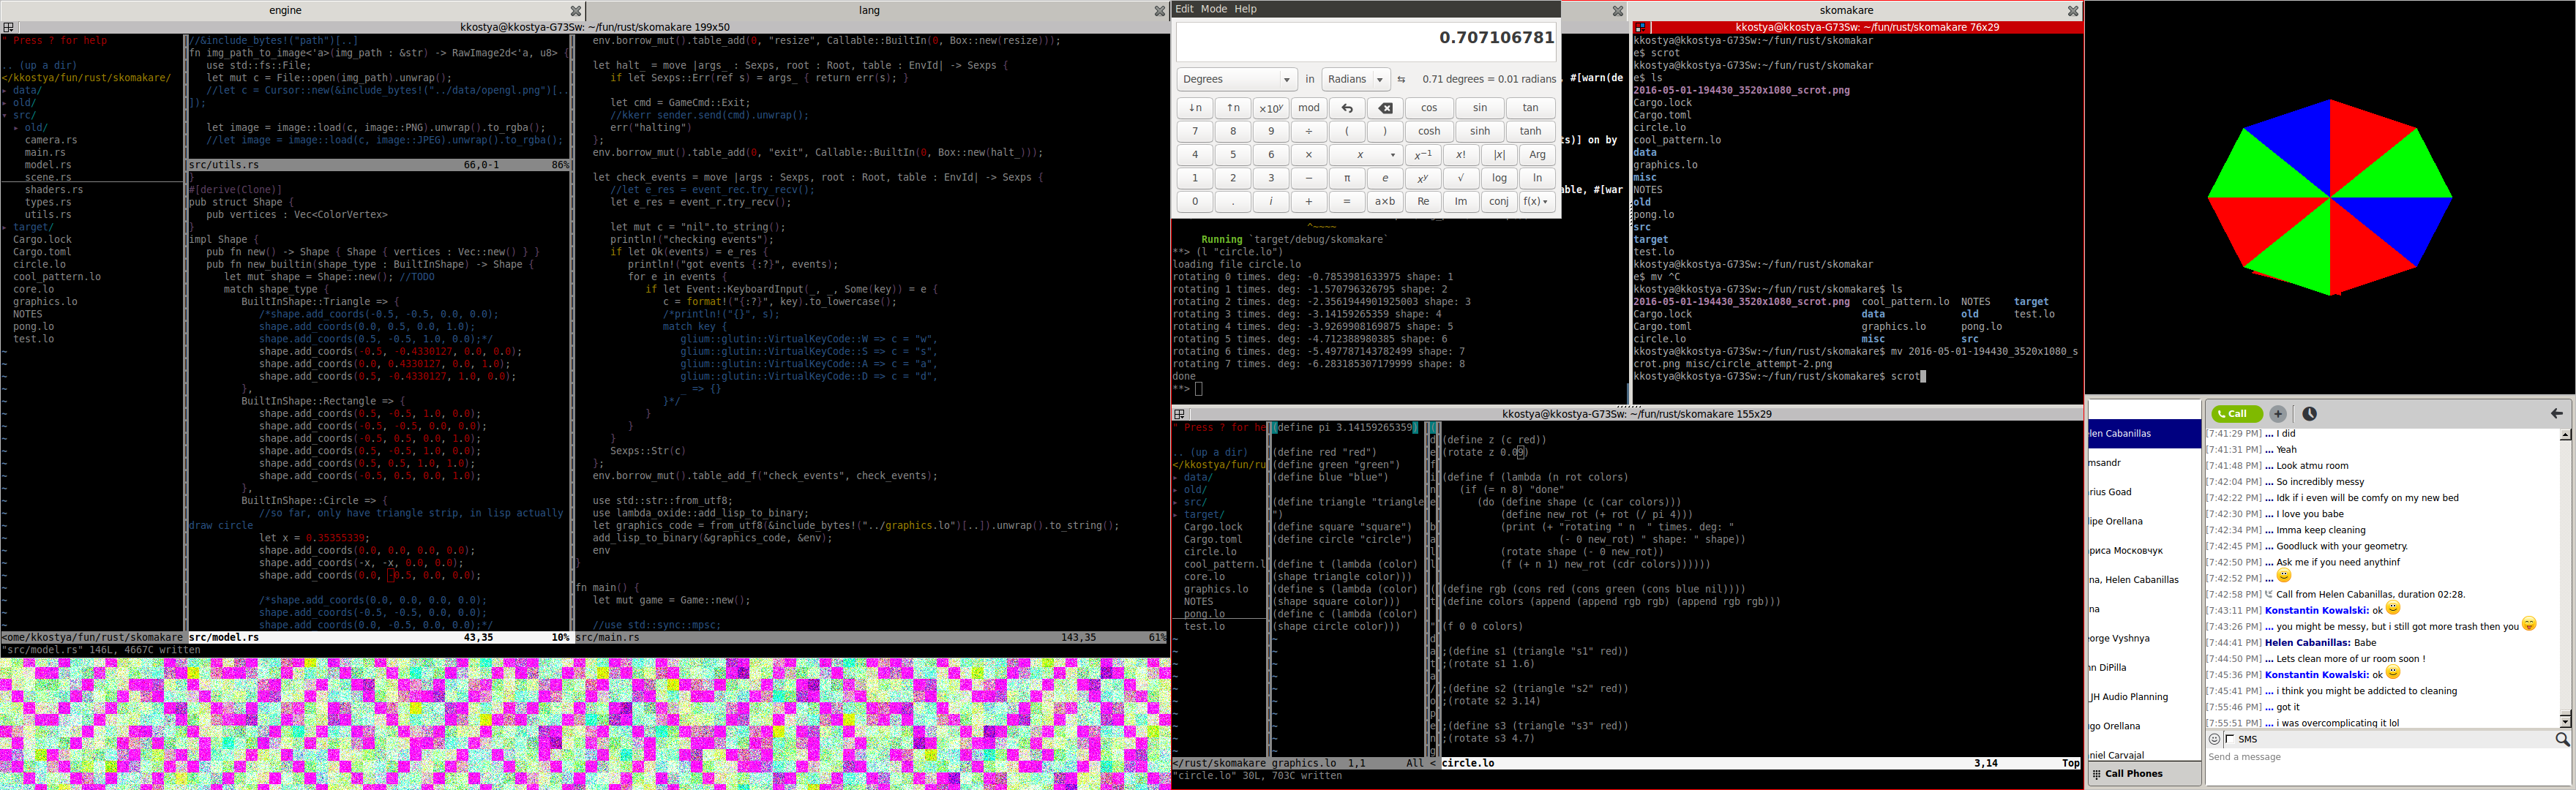 engine
lang
kkostya@kkostya-G73Sw: ~/fun/rust/skomakare 199x50
" Press ? for help
.. (up a dir)
</kkostya/fun/rust/skomakare/
▸ data/
▸ old/
▾ src/
▸ old/
camera.rs
main.rs
model.rs
scene.rs
shaders.rs
types.rs
utils.rs
▸ target/
Cargo.lock
Cargo.toml
circle.lo
cool_pattern.lo
core.lo
graphics.lo
NOTES
pong.lo
test.lo
<ome/kkostya/fun/rust/skomakare
"src/model.rs" 146L, 4667C written
//&include_bytes!("path")[..]
fn img_path_to_image<'a>(img_path : &str) -> RawImage2d<'a, u8> {
use std::fs::File;
let mut c = File::open(img_path).unwrap();
//let c = Cursor::new(&include_bytes!("../data/opengl.png")[..
]);
let image = image::load(c, image::PNG).unwrap().to_rgba();
//let image = image::load(c, image::JPEG).unwrap().to_rgba();
src/utils.rs 66,0-1 86%
}
#[derive(Clone)]
pub struct Shape {
pub vertices : Vec<ColorVertex>
}
impl Shape {
pub fn new() -> Shape { Shape { vertices : Vec::new() } }
pub fn new_builtin(shape_type : BuiltInShape) -> Shape {
let mut shape = Shape::new(); //TODO
match shape_type {
BuiltInShape::Triangle => {
/*shape.add_coords(-0.5, -0.5, 0.0, 0.0);
shape.add_coords(0.0, 0.5, 0.0, 1.0);
shape.add_coords(0.5, -0.5, 1.0, 0.0);*/
shape.add_coords(-0.5, -0.4330127, 0.0, 0.0);
shape.add_coords(0.0, 0.4330127, 0.0, 1.0);
shape.add_coords(0.5, -0.4330127, 1.0, 0.0);
},
BuiltInShape::Rectangle => {
shape.add_coords(0.5, -0.5, 1.0, 0.0);
shape.add_coords(-0.5, -0.5, 0.0, 0.0);
shape.add_coords(-0.5, 0.5, 0.0, 1.0);
shape.add_coords(0.5, -0.5, 1.0, 0.0);
shape.add_coords(0.5, 0.5, 1.0, 1.0);
shape.add_coords(-0.5, 0.5, 0.0, 1.0);
},
BuiltInShape::Circle => {
//so far, only have triangle strip, in lisp actually
draw circle
let x = 0.35355339;
shape.add_coords(0.0, 0.0, 0.0, 0.0);
shape.add_coords(-x, -x, 0.0, 0.0);
shape.add_coords(0.0, -0.5, 0.0, 0.0);
/*shape.add_coords(0.0, 0.0, 0.0, 0.0);
shape.add_coords(-0.5, -0.5, 0.0, 0.0);
shape.add_coords(-0.5, 0.5, 0.0, 0.0);*/
src/model.rs 43,35 10%
env.borrow_mut().table_add(0, "resize", Callable::BuiltIn(0, Box::new(resize)));
let halt_ = move |args_ : Sexps, root : Root, table : EnvId| -> Sexps {
if let Sexps::Err(ref s) = args_ { return err(s); }
let cmd = GameCmd::Exit;
//kkerr sender.send(cmd).unwrap();
err("halting")
};
env.borrow_mut().table_add(0, "exit", Callable::BuiltIn(0, Box::new(halt_)));
let check_events = move |args : Sexps, root : Root, table : EnvId| -> Sexps {
//let e_res = event_rec.try_recv();
let e_res = event_r.try_recv();
let mut c = "nil".to_string();
println!("checking events");
if let Ok(events) = e_res {
println!("got events {:?}", events);
for e in events {
if let Event::KeyboardInput(_, _, Some(key)) = e {
c = format!("{:?}", key).to_lowercase();
/*println!("{}", s);
match key {
glium::glutin::VirtualKeyCode::W => c = "w",
glium::glutin::VirtualKeyCode::S => c = "s",
glium::glutin::VirtualKeyCode::A => c = "a",
glium::glutin::VirtualKeyCode::D => c = "d",
_ => {}
}*/
}
}
}
Sexps::Str(c)
};
env.borrow_mut().table_add_f("check_events", check_events);
use std::str::from_utf8;
use lambda_oxide::add_lisp_to_binary;
let graphics_code = from_utf8(&include_bytes!("../graphics.lo")[..]).unwrap().to_string();
add_lisp_to_binary(&graphics_code, &env);
env
}
fn main() {
let mut game = Game::new();
//use std::sync::mpsc;
src/main.rs 143,35 61%
Edit Mode Help
0.707106781
Degrees in Radians ⇆ 0.71 degrees = 0.01 radians
↓n ↑n ×10ʸ mod cos sin tan
7 8 9 ÷ ( ) cosh sinh tanh
4 5 6 × x x⁻¹ x! |x| Arg
1 2 3 − π e xʸ √ log ln
0 . i + = a×b Re Im conj f(x)
#[warn(de
ts)] on by
able, #[war
^~~~~
Running `target/debug/skomakare`
**> (l "circle.lo")
loading file circle.lo
rotating 0 times. deg: -0.7853981633975 shape: 1
rotating 1 times. deg: -1.570796326795 shape: 2
rotating 2 times. deg: -2.3561944901925003 shape: 3
rotating 3 times. deg: -3.14159265359 shape: 4
rotating 4 times. deg: -3.9269908169875 shape: 5
rotating 5 times. deg: -4.712388980385 shape: 6
rotating 6 times. deg: -5.497787143782499 shape: 7
rotating 7 times. deg: -6.283185307179999 shape: 8
done
**>
skomakare
kkostya@kkostya-G73Sw: ~/fun/rust/skomakare 76x29
kkostya@kkostya-G73Sw:~/fun/rust/skomakar
e$ scrot
kkostya@kkostya-G73Sw:~/fun/rust/skomakar
e$ ls
2016-05-01-194430_3520x1080_scrot.png
Cargo.lock
Cargo.toml
circle.lo
cool_pattern.lo
data
graphics.lo
misc
NOTES
old
pong.lo
src
target
test.lo
kkostya@kkostya-G73Sw:~/fun/rust/skomakar
e$ mv ^C
kkostya@kkostya-G73Sw:~/fun/rust/skomakare$ ls
2016-05-01-194430_3520x1080_scrot.png cool_pattern.lo NOTES target
Cargo.lock data old test.lo
Cargo.toml graphics.lo pong.lo
circle.lo misc src
kkostya@kkostya-G73Sw:~/fun/rust/skomakare$ mv 2016-05-01-194430_3520x1080_s
crot.png misc/circle_attempt-2.png
kkostya@kkostya-G73Sw:~/fun/rust/skomakare$ scrot
kkostya@kkostya-G73Sw: ~/fun/rust/skomakare 155x29
" Press ? for he
.. (up a dir)
</kkostya/fun/ru
▸ data/
▸ old/
▸ src/
▸ target/
Cargo.lock
Cargo.toml
circle.lo
cool_pattern.l
core.lo
graphics.lo
NOTES
pong.lo
test.lo
(define pi 3.14159265359)
(define red "red")
(define green "green")
(define blue "blue")
(define triangle "triangle
")
(define square "square")
(define circle "circle")
(define t (lambda (color)
(shape triangle color)))
(define s (lambda (color)
(shape square color)))
(define c (lambda (color)
(shape circle color)))
(define z (c red))
(rotate z 0.09)
(define f (lambda (n rot colors)
(if (= n 8) "done"
(do (define shape (c (car colors)))
(define new_rot (+ rot (/ pi 4)))
(print (+ "rotating " n " times. deg: "
(- 0 new_rot) " shape: " shape))
(rotate shape (- 0 new_rot))
(f (+ n 1) new_rot (cdr colors))))))
(define rgb (cons red (cons green (cons blue nil))))
(define colors (append (append rgb rgb) (append rgb rgb)))
(f 0 0 colors)
;(define s1 (triangle "s1" red))
;(rotate s1 1.6)
;(define s2 (triangle "s2" red))
;(rotate s2 3.14)
;(define s3 (triangle "s3" red))
;(rotate s3 4.7)
</rust/skomakare graphics.lo 1,1 All < circle.lo 3,14 Top
"circle.lo" 30L, 703C written
elen Cabanillas
msandr
rius Goad
lipe Orellana
риса Московчук
na, Helen Cabanillas
na
orge Vyshnya
n DiPilla
JH Audio Planning
go Orellana
niel Carvajal
Call Phones
Call
[7:41:29 PM] ... I did
[7:41:31 PM] ... Yeah
[7:41:48 PM] ... Look atmu room
[7:42:04 PM] ... So incredibly messy
[7:42:22 PM] ... Idk if i even will be comfy on my new bed
[7:42:30 PM] ... I love you babe
[7:42:34 PM] ... Imma keep cleaning
[7:42:45 PM] ... Goodluck with your geometry.
[7:42:50 PM] ... Ask me if you need anythinf
[7:42:52 PM] ... 🙂
[7:42:58 PM] Call from Helen Cabanillas, duration 02:28.
[7:43:11 PM] Konstantin Kowalski: ok 🙂
[7:43:26 PM] ... you might be messy, but i still got more trash then you 😛
[7:44:41 PM] Helen Cabanillas: Babe
[7:44:50 PM] ... Lets clean more of ur room soon !
[7:45:36 PM] Konstantin Kowalski: ok 🙂
[7:45:41 PM] ... i think you might be addicted to cleaning
[7:55:46 PM] ... got it
[7:55:51 PM] ... i was overcomplicating it lol
SMS
Send a message